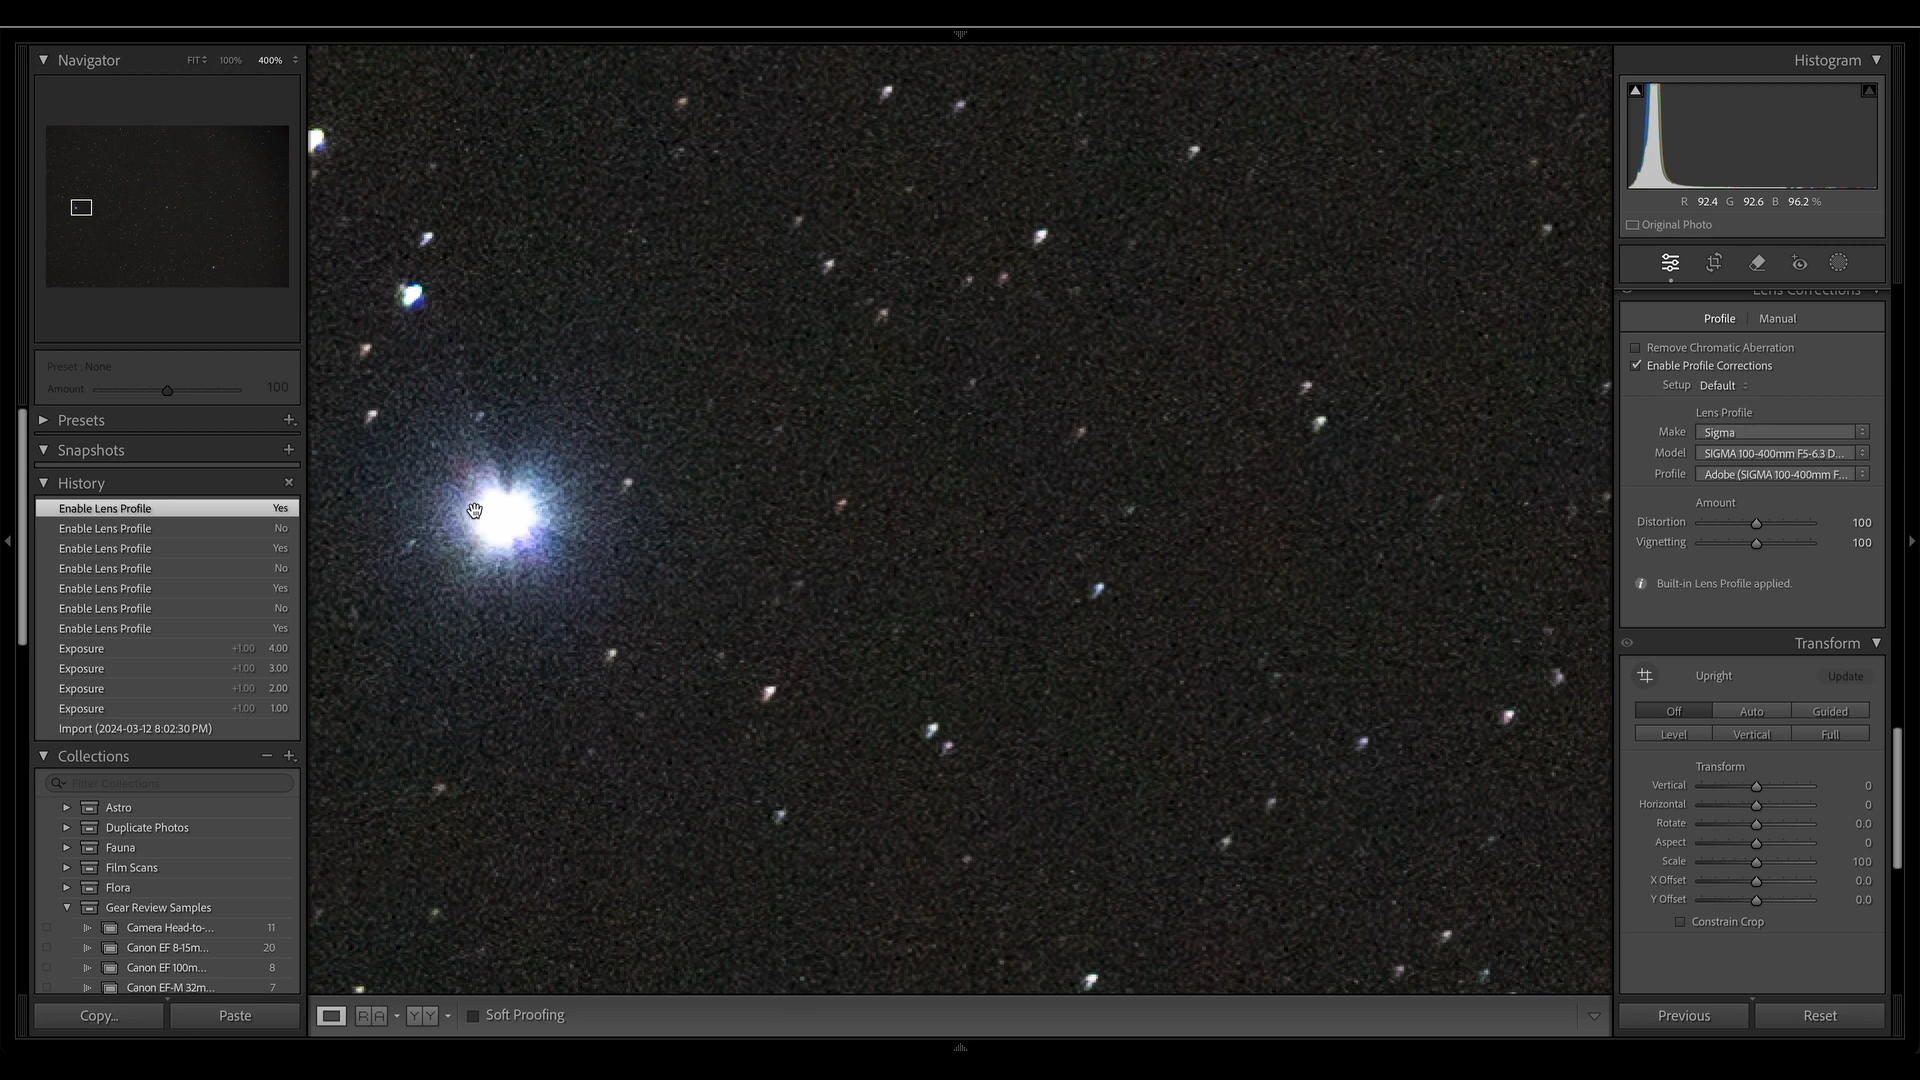 Navigator FIT 100% 400%
Preset : None
Amount 100
Presets
Snapshots
History
Enable Lens Profile Yes
Enable Lens Profile No
Enable Lens Profile Yes
Enable Lens Profile No
Enable Lens Profile Yes
Enable Lens Profile No
Enable Lens Profile Yes
Exposure +1.00 4.00
Exposure +1.00 3.00
Exposure +1.00 2.00
Exposure +1.00 1.00
Import (2024-03-12 8:02:30 PM)
Collections
Filter Collections
Astro
Duplicate Photos
Fauna
Film Scans
Flora
Gear Review Samples
Camera Head-to-... 11
Canon EF 8-15m... 20
Canon EF 100m... 8
Canon EF-M 32m... 7
Copy... Paste
R A Y Y Soft Proofing
Histogram
R 92.4 G 92.6 B 96.2 %
Original Photo
Lens Corrections
Profile Manual
Remove Chromatic Aberration
Enable Profile Corrections
Setup Default
Lens Profile
Make Sigma
Model SIGMA 100-400mm F5-6.3 D...
Profile Adobe (SIGMA 100-400mm F...
Amount
Distortion 100
Vignetting 100
Built-in Lens Profile applied.
Transform
Upright Update
Off Auto Guided
Level Vertical Full
Transform
Vertical 0
Horizontal 0
Rotate 0.0
Aspect 0
Scale 100
X Offset 0.0
Y Offset 0.0
Constrain Crop
Previous Reset